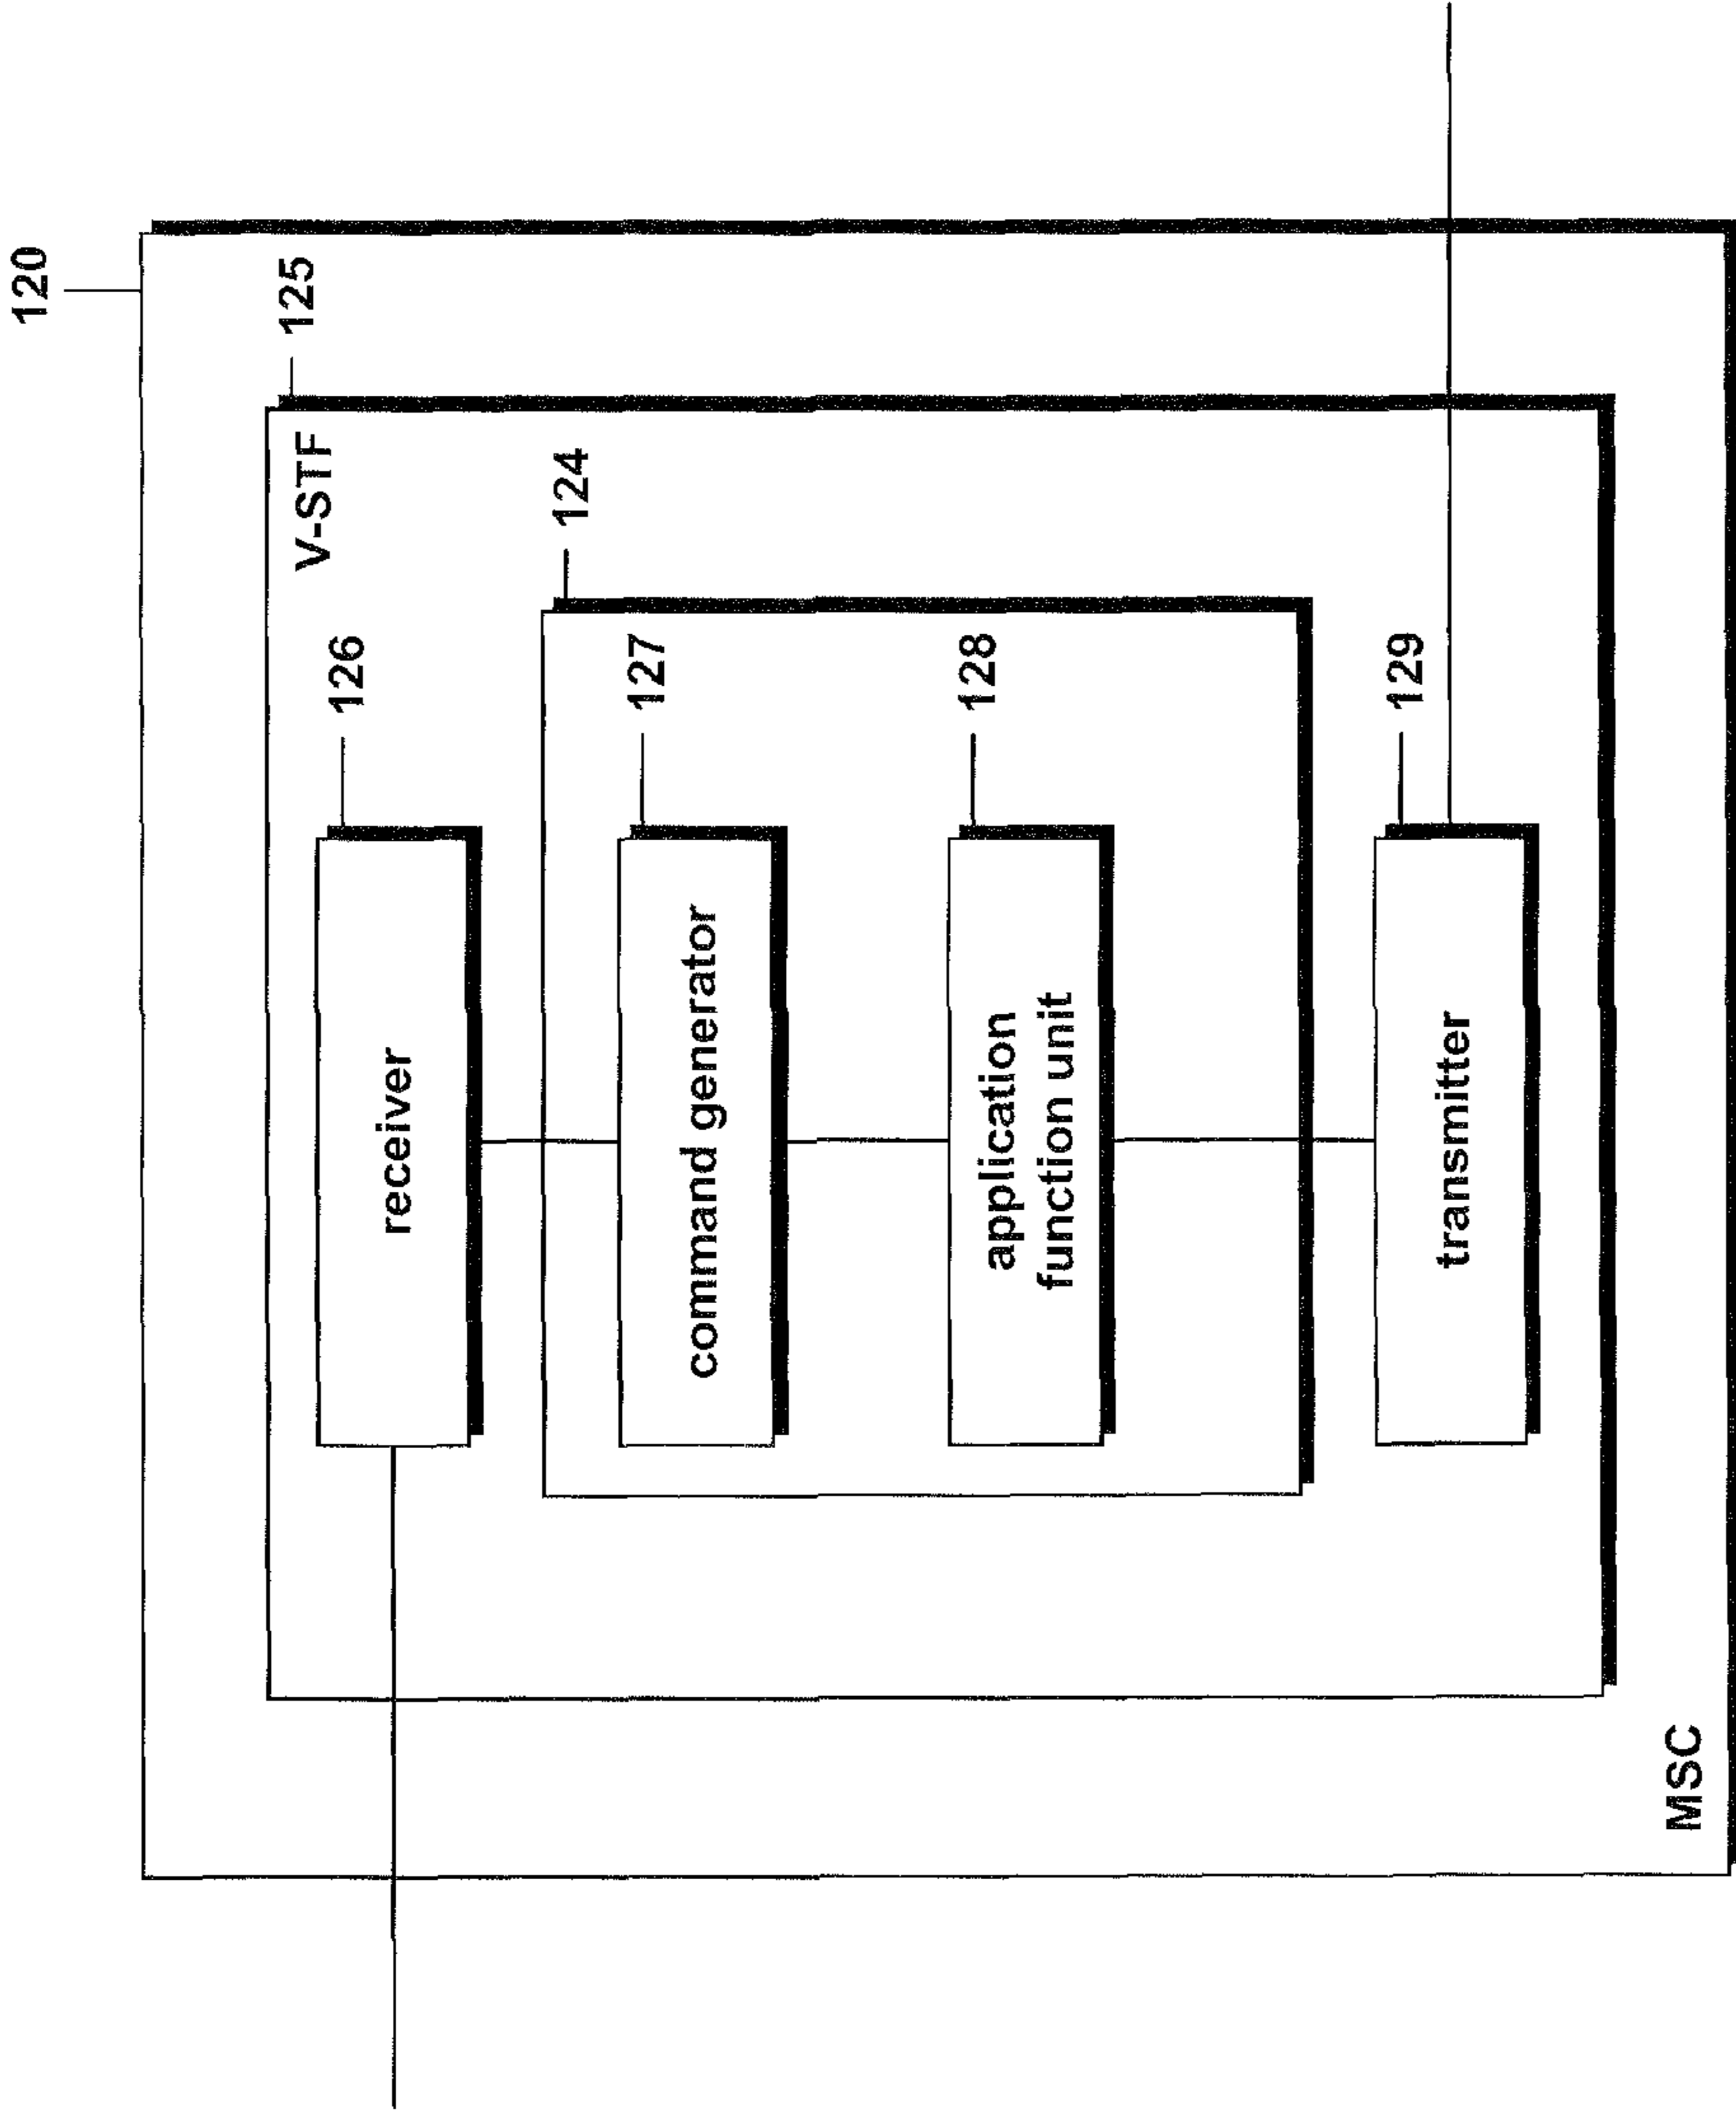 120
125
V-STF
124
126
receiver
127
command generator
128
application
function unit
129
transmitter
MSC